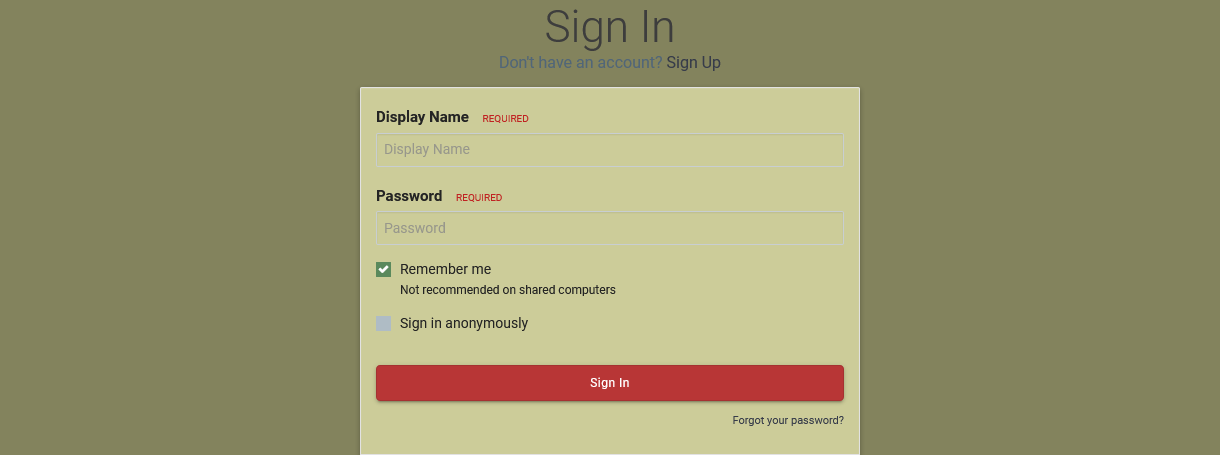 Sign In
Don't have an account? Sign Up
Display Name REQUIRED
Display Name
Password REQUIRED
Password
Remember me
Not recommended on shared computers
Sign in anonymously
Sign In
Forgot your password?